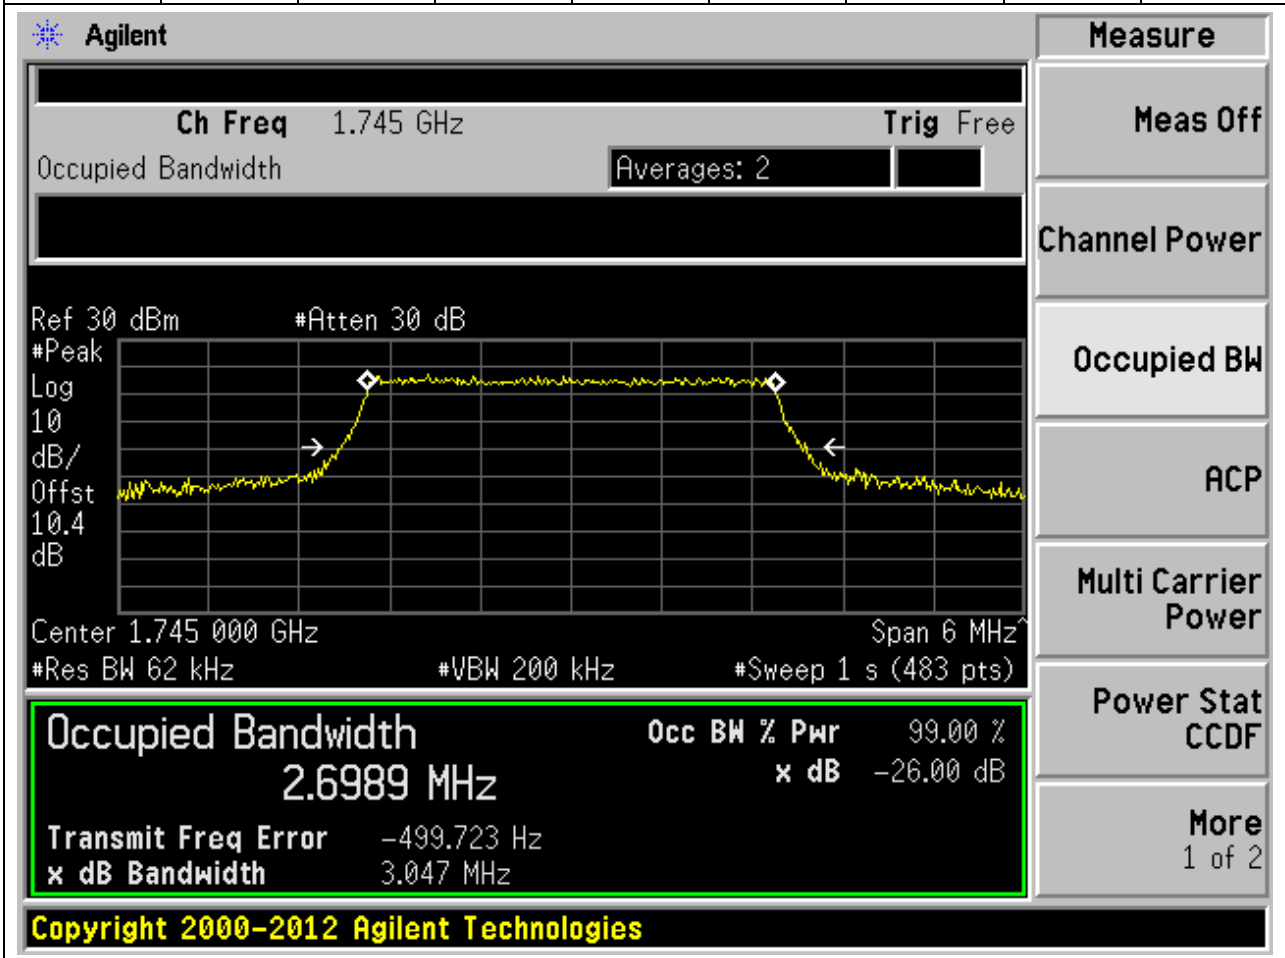 Agilent
Measure
Ch Freq 1.745 GHz Trig Free
Occupied Bandwidth Averages: 2
Meas Off
Channel Power
Occupied BW
ACP
Multi Carrier
Power
Power Stat
CCDF
More
1 of 2
Ref 30 dBm #Atten 30 dB
#Peak
Log
10
dB/
Offst
10.4
dB
Center 1.745 000 GHz Span 6 MHz^
#Res BW 62 kHz #VBW 200 kHz #Sweep 1 s (483 pts)
Occupied Bandwidth Occ BW % Pwr 99.00 %
2.6989 MHz x dB -26.00 dB
Transmit Freq Error -499.723 Hz
x dB Bandwidth 3.047 MHz
Copyright 2000-2012 Agilent Technologies